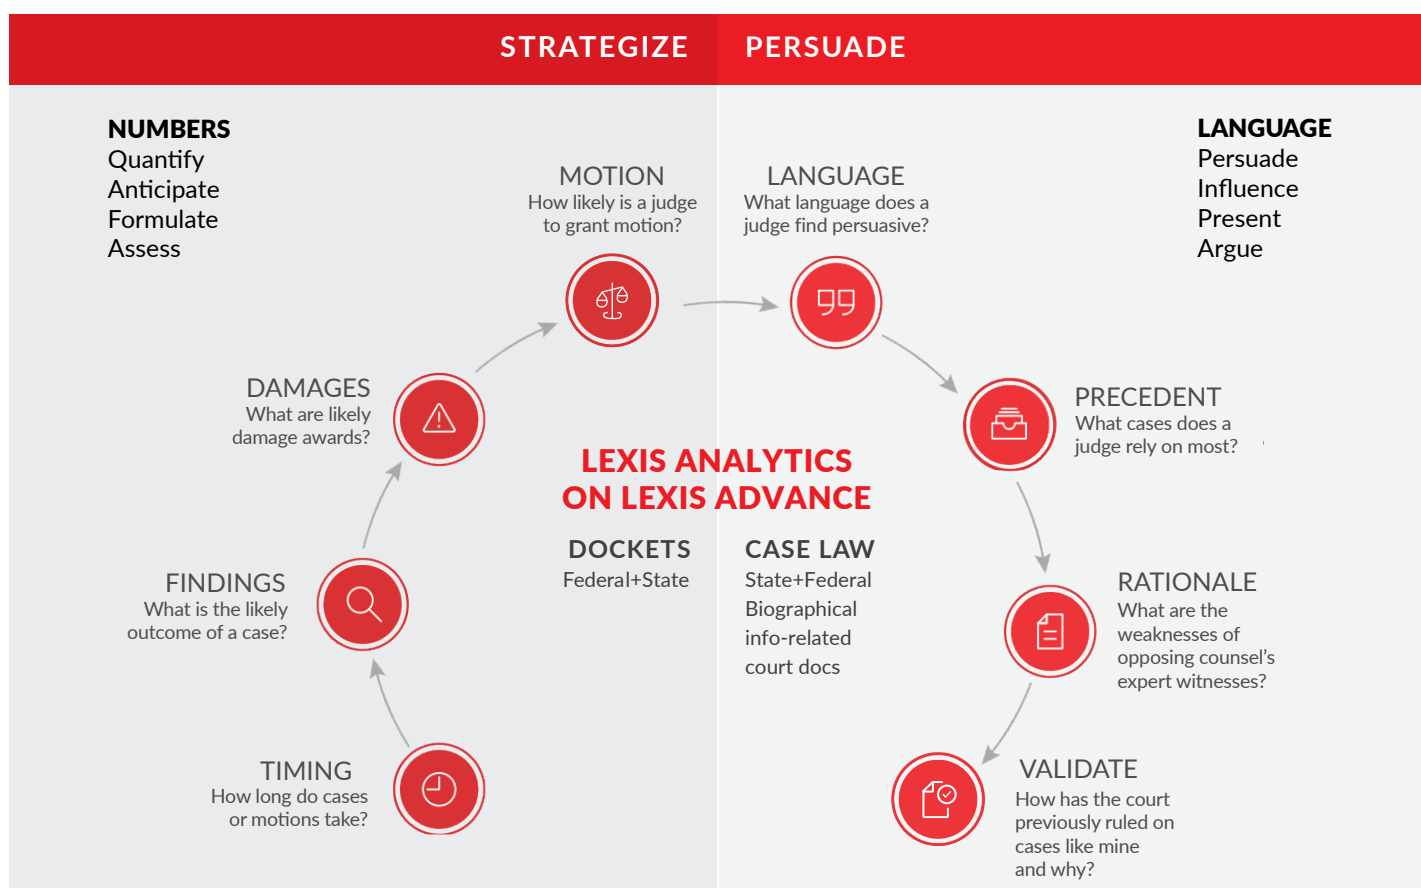 STRATEGIZE
PERSUADE
NUMBERS
Quantify
Anticipate
Formulate
Assess
LANGUAGE
Persuade
Influence
Present
Argue
MOTION
How likely is a judge
to grant motion?
LANGUAGE
What language does a
judge find persuasive?
DAMAGES
What are likely
damage awards?
PRECEDENT
What cases does a
judge rely on most?
LEXIS ANALYTICS
ON LEXIS ADVANCE
DOCKETS
Federal+State
CASE LAW
State+Federal
Biographical
info-related
court docs
FINDINGS
What is the likely
outcome of a case?
RATIONALE
What are the
weaknesses of
opposing counsel’s
expert witnesses?
TIMING
How long do cases
or motions take?
VALIDATE
How has the court
previously ruled on
cases like mine
and why?